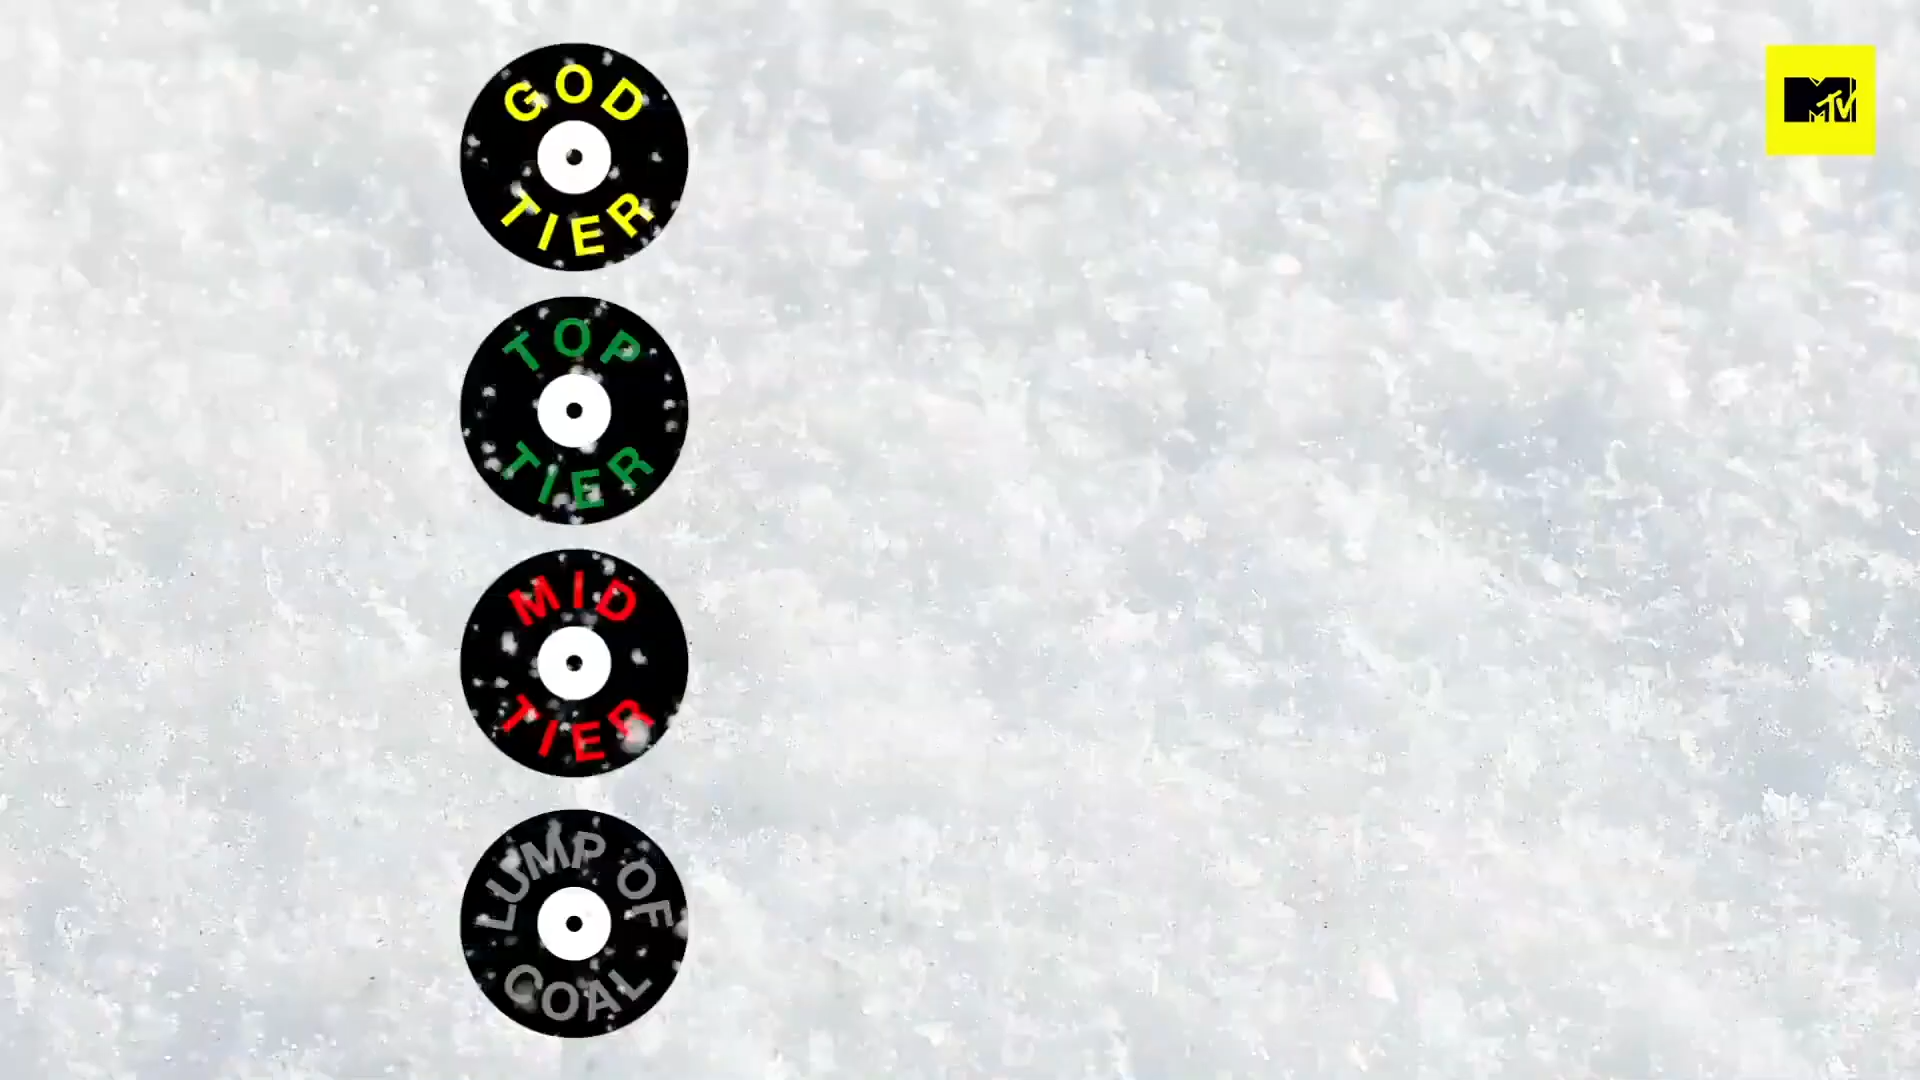 GOD
TIER
MTV
TOP
TIER
MID
TIER
LUMP OF
COAL